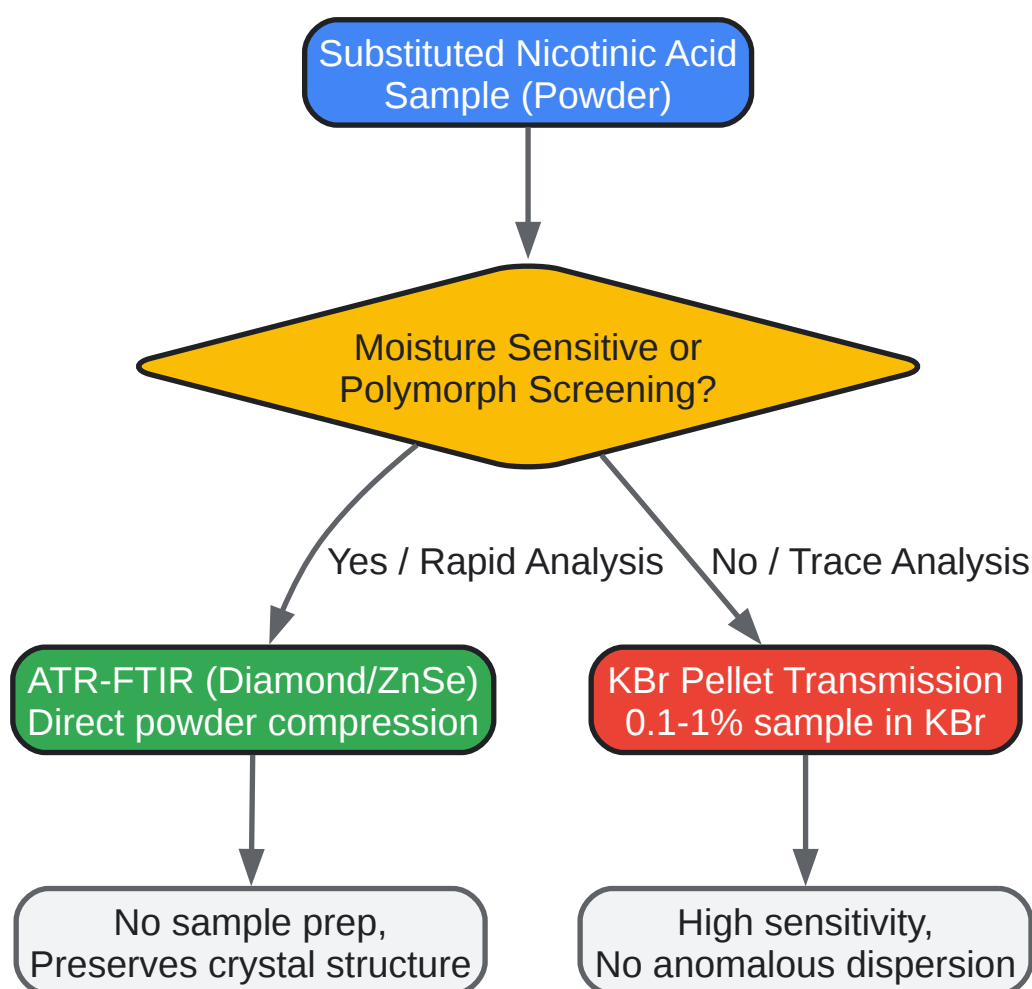 Substituted Nicotinic Acid
Sample (Powder)
Moisture Sensitive or
Polymorph Screening?
Yes / Rapid Analysis
No / Trace Analysis
ATR-FTIR (Diamond/ZnSe)
Direct powder compression
KBr Pellet Transmission
0.1-1% sample in KBr
No sample prep,
Preserves crystal structure
High sensitivity,
No anomalous dispersion